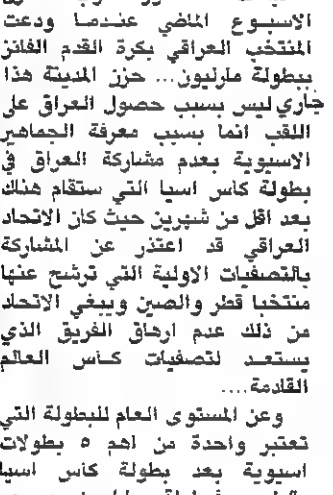 الاسبوع الماضي عندما ودعت
المنتخب العراقي بكرة القدم الفائز
ببطولة مارليون... حزن المدينة هذا
جاري ليس بسبب حصول العراق على
اللقب انما بسبب معرفة الجماهير
الاسيوية بعدم مشاركة العراق في
بطولة كاس اسيا التي ستقام هناك
بعد اقل من شهرين حيث كان الاتحاد
العراقي قد اعتذر عن المشاركة
بالتصفيات الاولية التي ترشح عنها
منتخبا قطر والصين ويبغي الاتحاد
من ذلك عدم ارهاق الفريق الذي
يستعد لتصفيات كاس العالم
القادمة....
وعن المستوى العام للبطولة التي
تعتبر واحدة من اهم ٥ بطولات
اسيوية بعد بطولة كاس اسيا